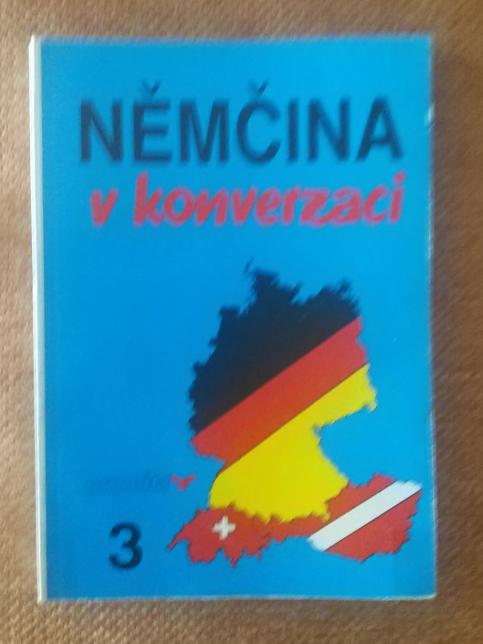 NĚMČINA
v konverzaci
3